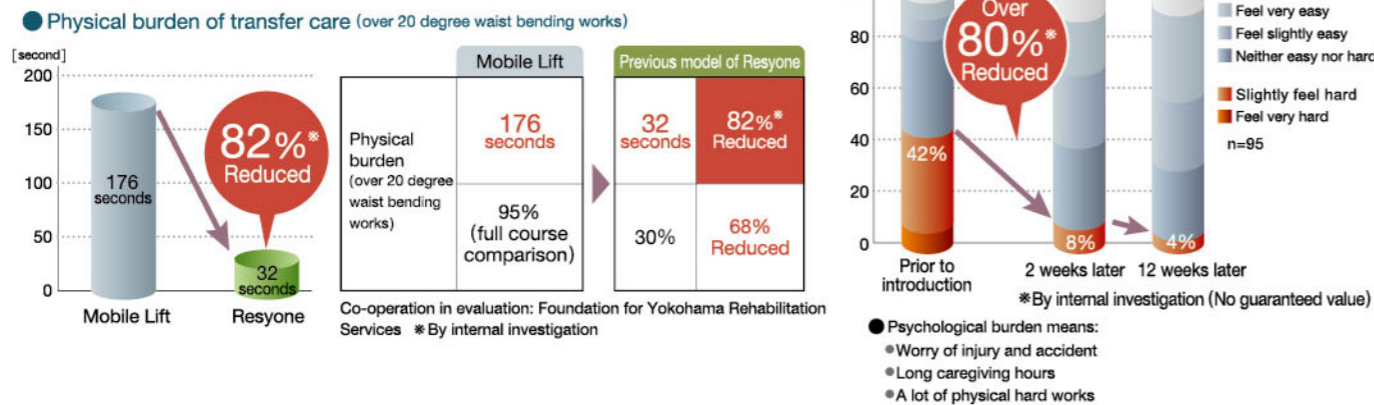 ● Physical burden of transfer care (over 20 degree waist bending works)
[second]
200
150
100
50
0
176
seconds
82%※
Reduced
32
seconds
Mobile Lift
Resyone
Mobile Lift
Previous model of Resyone
Physical
burden
(over 20 degree
waist bending
works)
176
seconds
32
seconds
82%※
Reduced
95%
(full course
comparison)
30%
68%
Reduced
Co-operation in evaluation: Foundation for Yokohama Rehabilitation
Services ※By internal investigation
80
60
40
20
0
Over
80%※
Reduced
42%
8%
4%
Prior to
introduction
2 weeks later
12 weeks later
Feel very easy
Feel slightly easy
Neither easy nor hard
Slightly feel hard
Feel very hard
n=95
※By internal investigation (No guaranteed value)
● Psychological burden means:
● Worry of injury and accident
● Long caregiving hours
● A lot of physical hard works